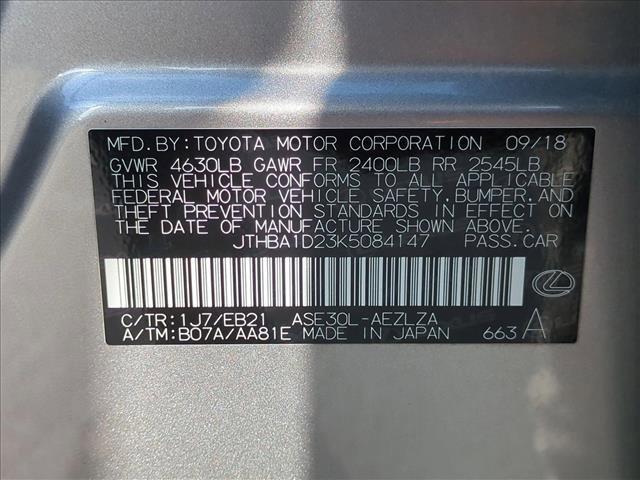 MFD.BY:TOYOTA MOTOR CORPORATION 09/18
GVWR 4630LB GAWR FR 2400LB RR 2545LB
THIS VEHICLE CONFORMS TO ALL APPLICABLE
FEDERAL MOTOR VEHICLE SAFETY,BUMPER,AND
THEFT PREVENTION STANDARDS IN EFFECT ON
THE DATE OF MANUFACTURE SHOWN ABOVE.
JTHBA1D23K5084147 PASS.CAR
C/TR:1J7/EB21 ASE30L-AEZLZA
A/TM:B07A/AA81E MADE IN JAPAN 663 A